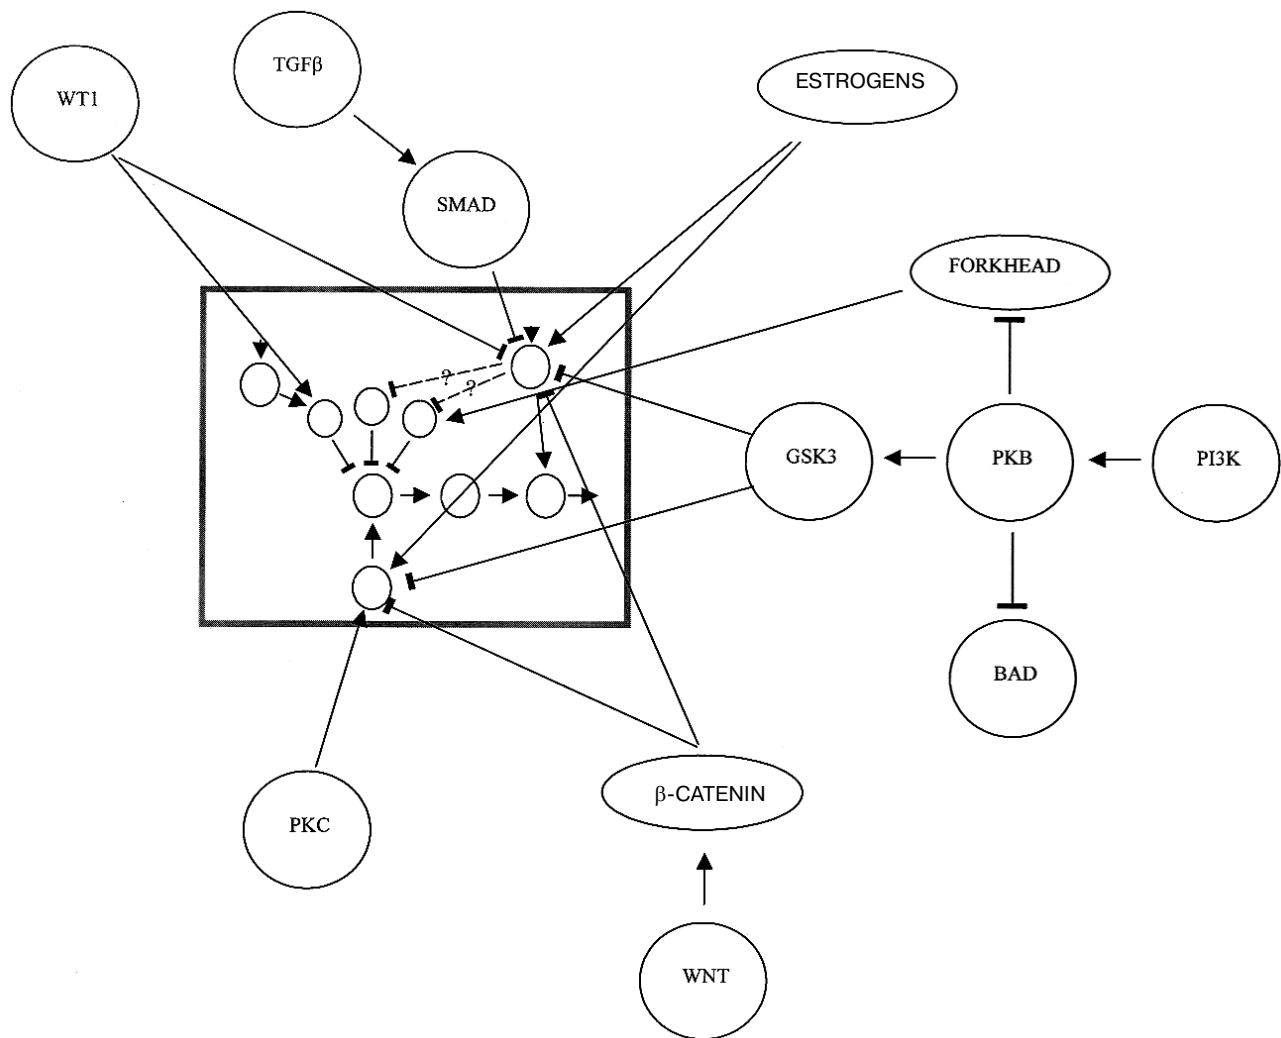 TGFβ
WT1
ESTROGENS
SMAD
FORKHEAD
?
?
GSK3
PKB
PI3K
BAD
β-CATENIN
PKC
WNT